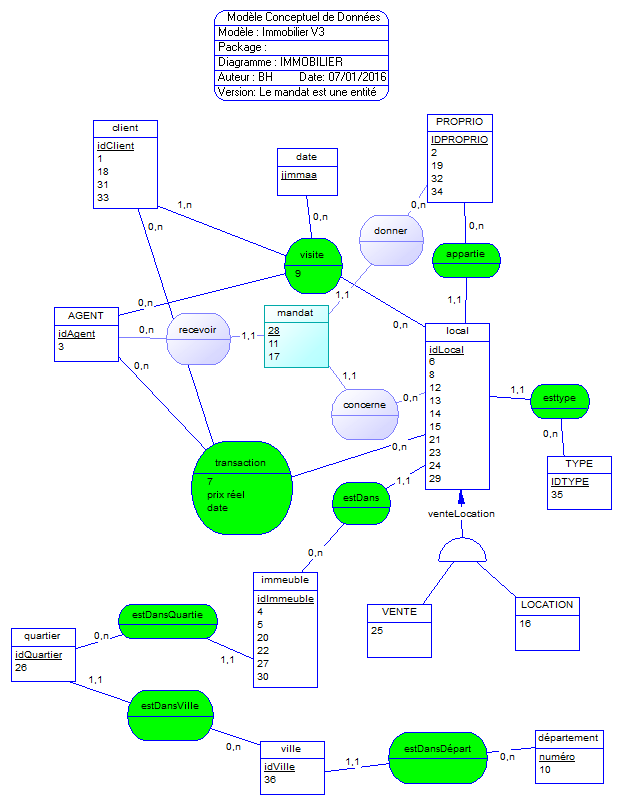 Modèle Conceptuel de Données
Modèle : Immobilier V3
Package :
Diagramme : IMMOBILIER
Auteur : BH Date: 07/01/2016
Version: Le mandat est une entité
client
idClient
1
18
31
33
date
jjmmaa
PROPRIO
IDPROPRIO
2
19
32
34
1,n
0,n
0,n
0,n
0,n
donner
visite
9
appartie
1,1
1,1
0,n
0,n
AGENT
idAgent
3
0,n
recevoir
1,1
mandat
28
11
17
local
idLocal
6
8
12
13
14
15
21
23
24
29
0,n
1,1
concerne
0,n
1,1
esttype
0,n
0,n
TYPE
IDTYPE
35
transaction
7
prix réel
date
estDans
1,1
venteLocation
0,n
immeuble
idImmeuble
4
5
20
22
27
30
VENTE
25
LOCATION
16
estDansQuartie
0,n
1,1
quartier
idQuartier
26
1,1
estDansVille
0,n
ville
idVille
36
1,1
estDansDépart
0,n
département
numéro
10